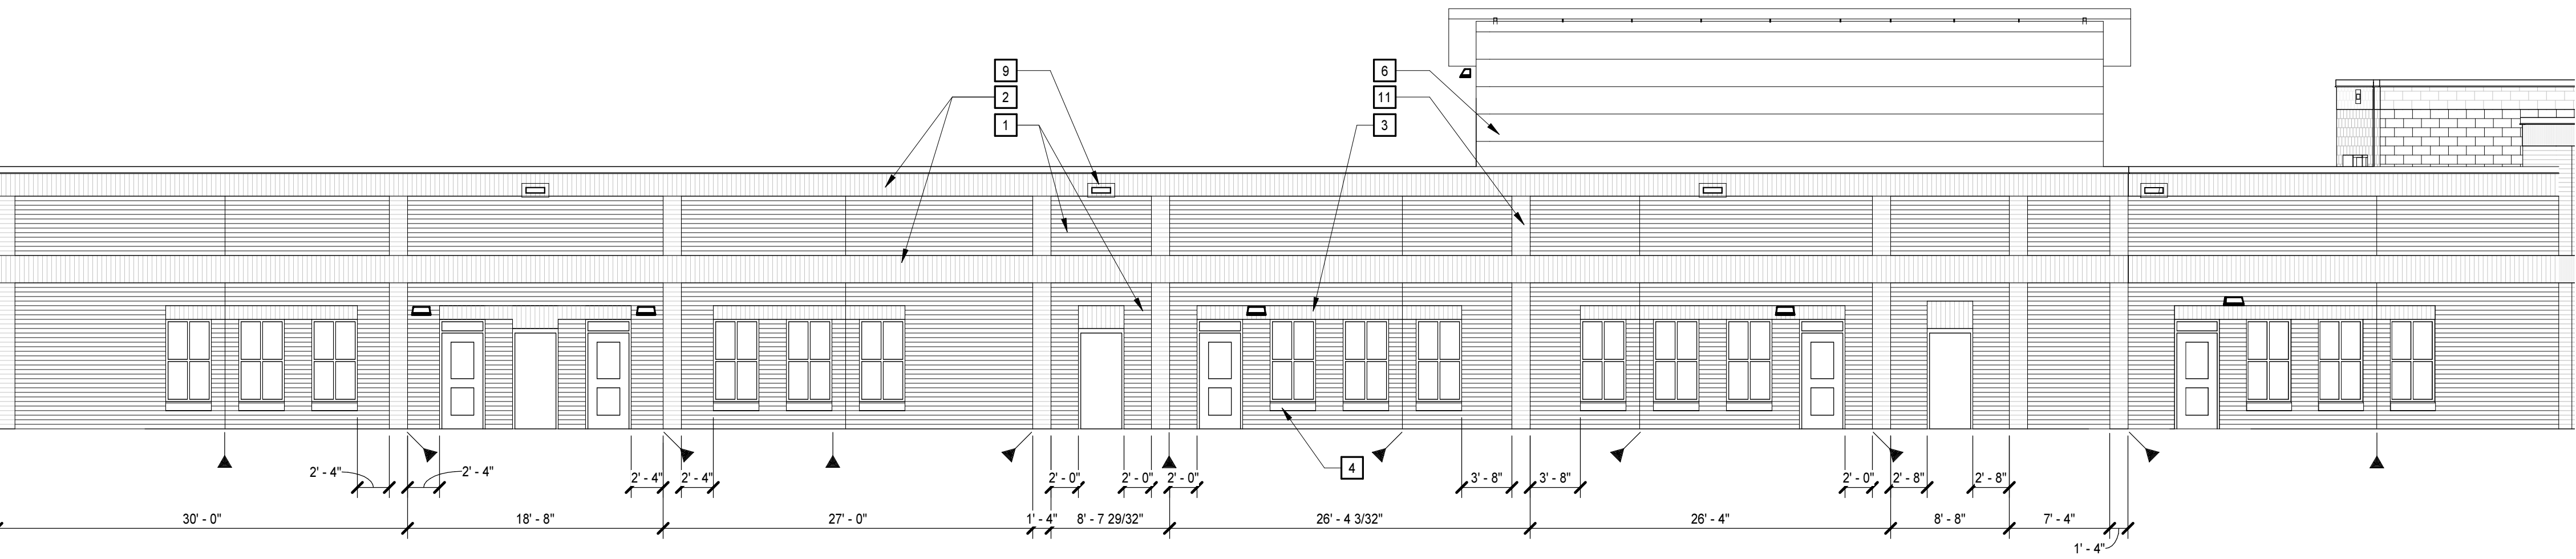 9
6
2
11
1
3
4
2' - 4"
2' - 4"
2' - 4"
2' - 4"
2' - 0"
2' - 0"
2' - 0"
3' - 8"
3' - 8"
2' - 0"
2' - 8"
2' - 8"
30' - 0"
18' - 8"
27' - 0"
1' - 4"
8' - 7 29/32"
26' - 4 3/32"
26' - 4"
8' - 8"
7' - 4"
1' - 4"